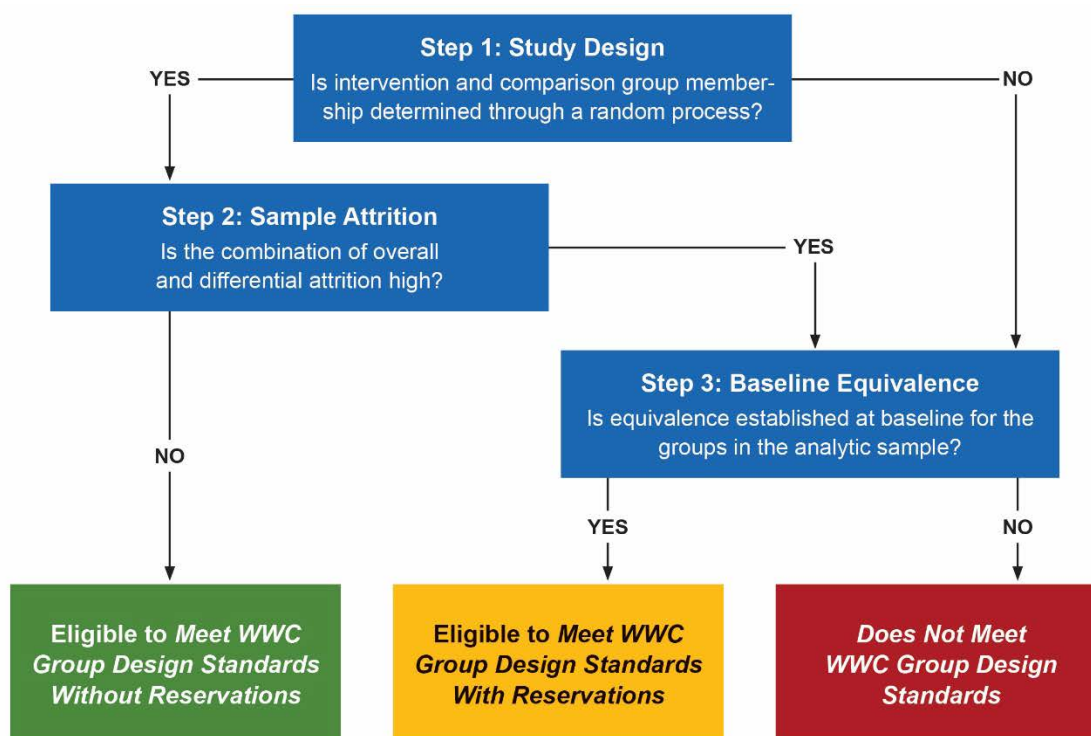 Step 1: Study Design
Is intervention and comparison group member-
ship determined through a random process?
YES
NO
Step 2: Sample Attrition
Is the combination of overall
and differential attrition high?
YES
Step 3: Baseline Equivalence
Is equivalence established at baseline for the
groups in the analytic sample?
NO
YES
NO
Eligible to Meet WWC
Group Design Standards
Without Reservations
Eligible to Meet WWC
Group Design Standards
With Reservations
Does Not Meet
WWC Group Design
Standards